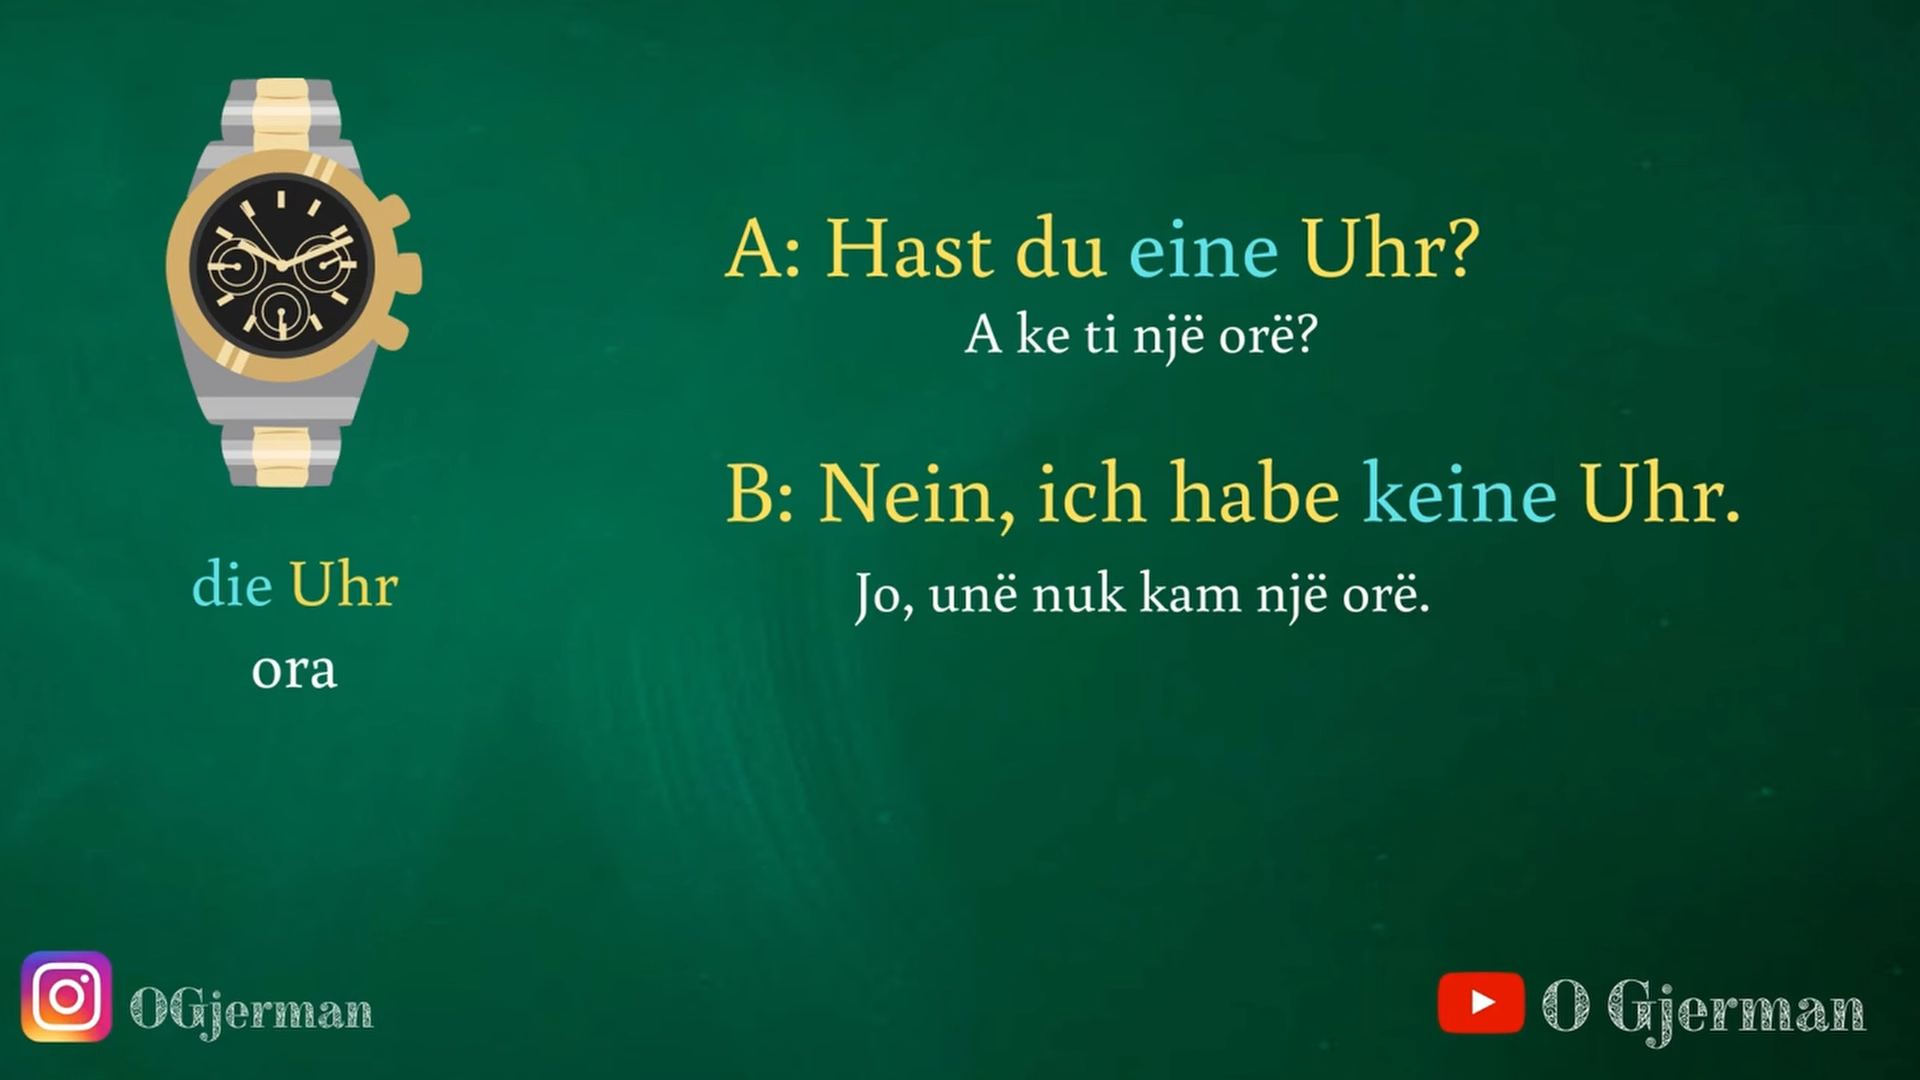 die Uhr
ora
A: Hast du eine Uhr?
A ke ti një orë?
B: Nein, ich habe keine Uhr.
Jo, unë nuk kam një orë.
OGjerman
O Gjerman